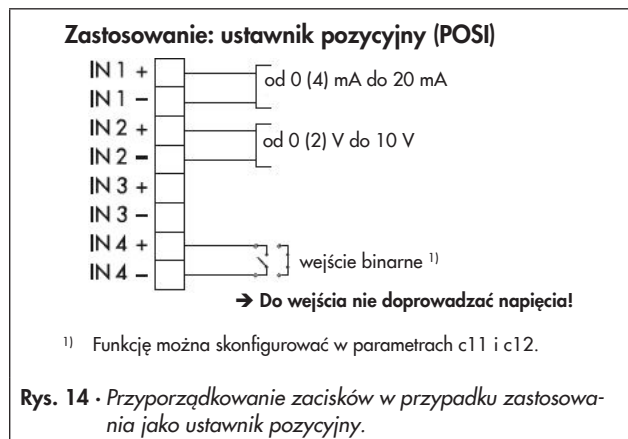 Zastosowanie: ustawnik pozycyjny (POSI)
IN 1 +
od 0 (4) mA do 20 mA
IN 1 –
IN 2 +
od 0 (2) V do 10 V
IN 2 –
IN 3 +
IN 3 –
IN 4 +
wejście binarne 1)
IN 4 –
➔ Do wejścia nie doprowadzać napięcia!
1) Funkcję można skonfigurować w parametrach c11 i c12.
Rys. 14 · Przyporządkowanie zacisków w przypadku zastosowa-
nia jako ustawnik pozycyjny.